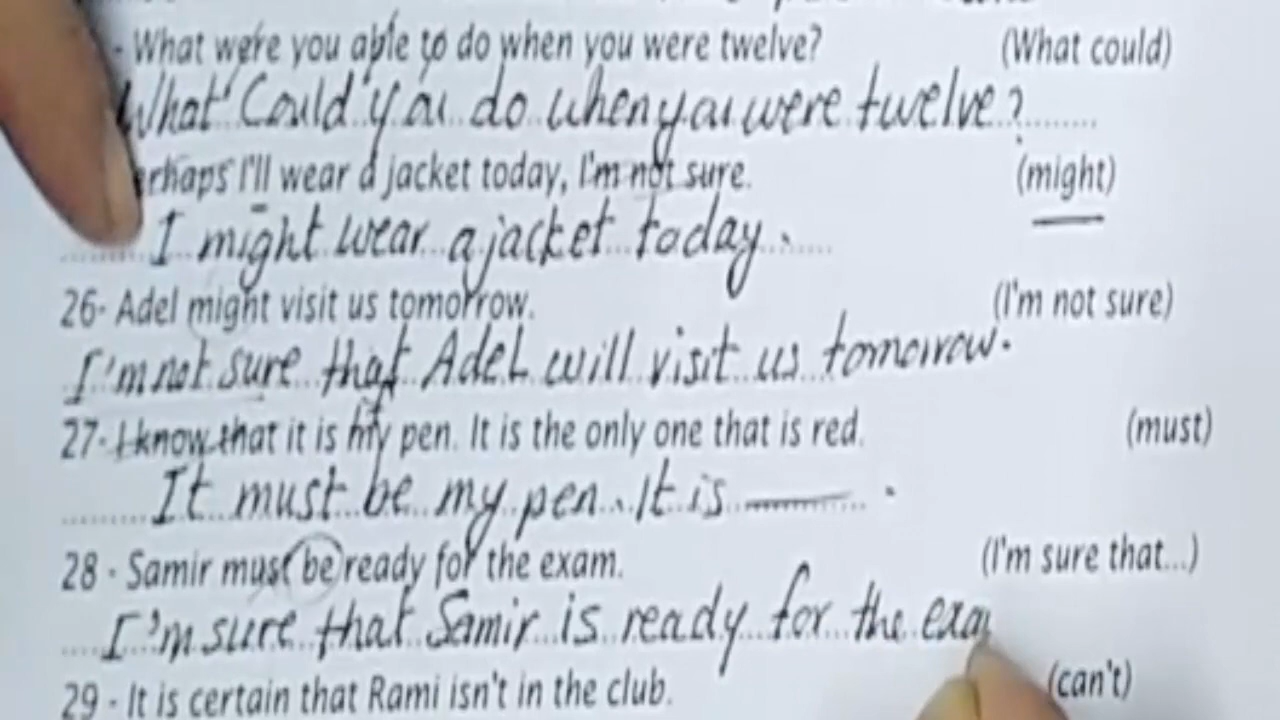 - What were you able to do when you were twelve? (What could)
What Could you do when you were twelve?
erhaps I'll wear a jacket today, I'm not sure. (might)
I might wear a jacket today.
26- Adel might visit us tomorrow. (I'm not sure)
I'm not sure that Adel will visit us tomorrow.
27- I know that it is my pen. It is the only one that is red. (must)
It must be my pen. It is ——.
28 - Samir must be ready for the exam. (I'm sure that...)
I'm sure that Samir is ready for the exa
29 - It is certain that Rami isn't in the club. (can't)